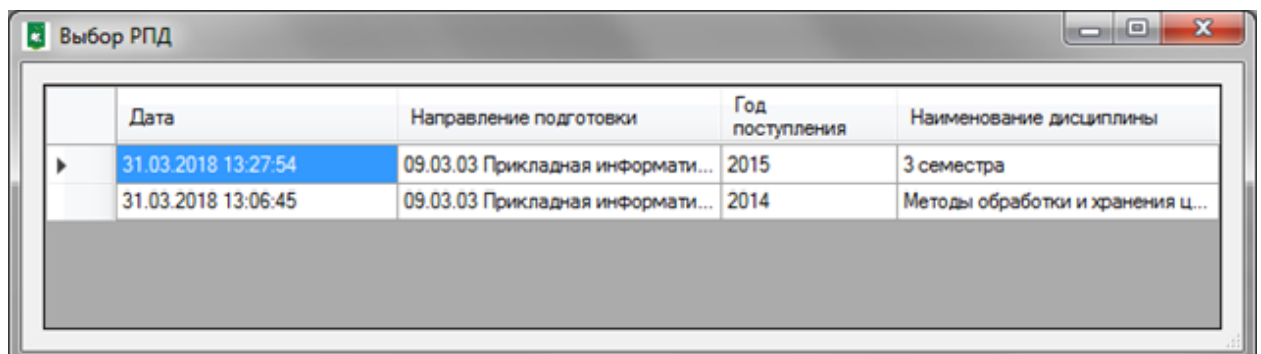 Выбор РПД
Дата Направление подготовки Год поступления Наименование дисциплины
31.03.2018 13:27:54 09.03.03 Прикладная информати... 2015 3 семестра
31.03.2018 13:06:45 09.03.03 Прикладная информати... 2014 Методы обработки и хранения ц...